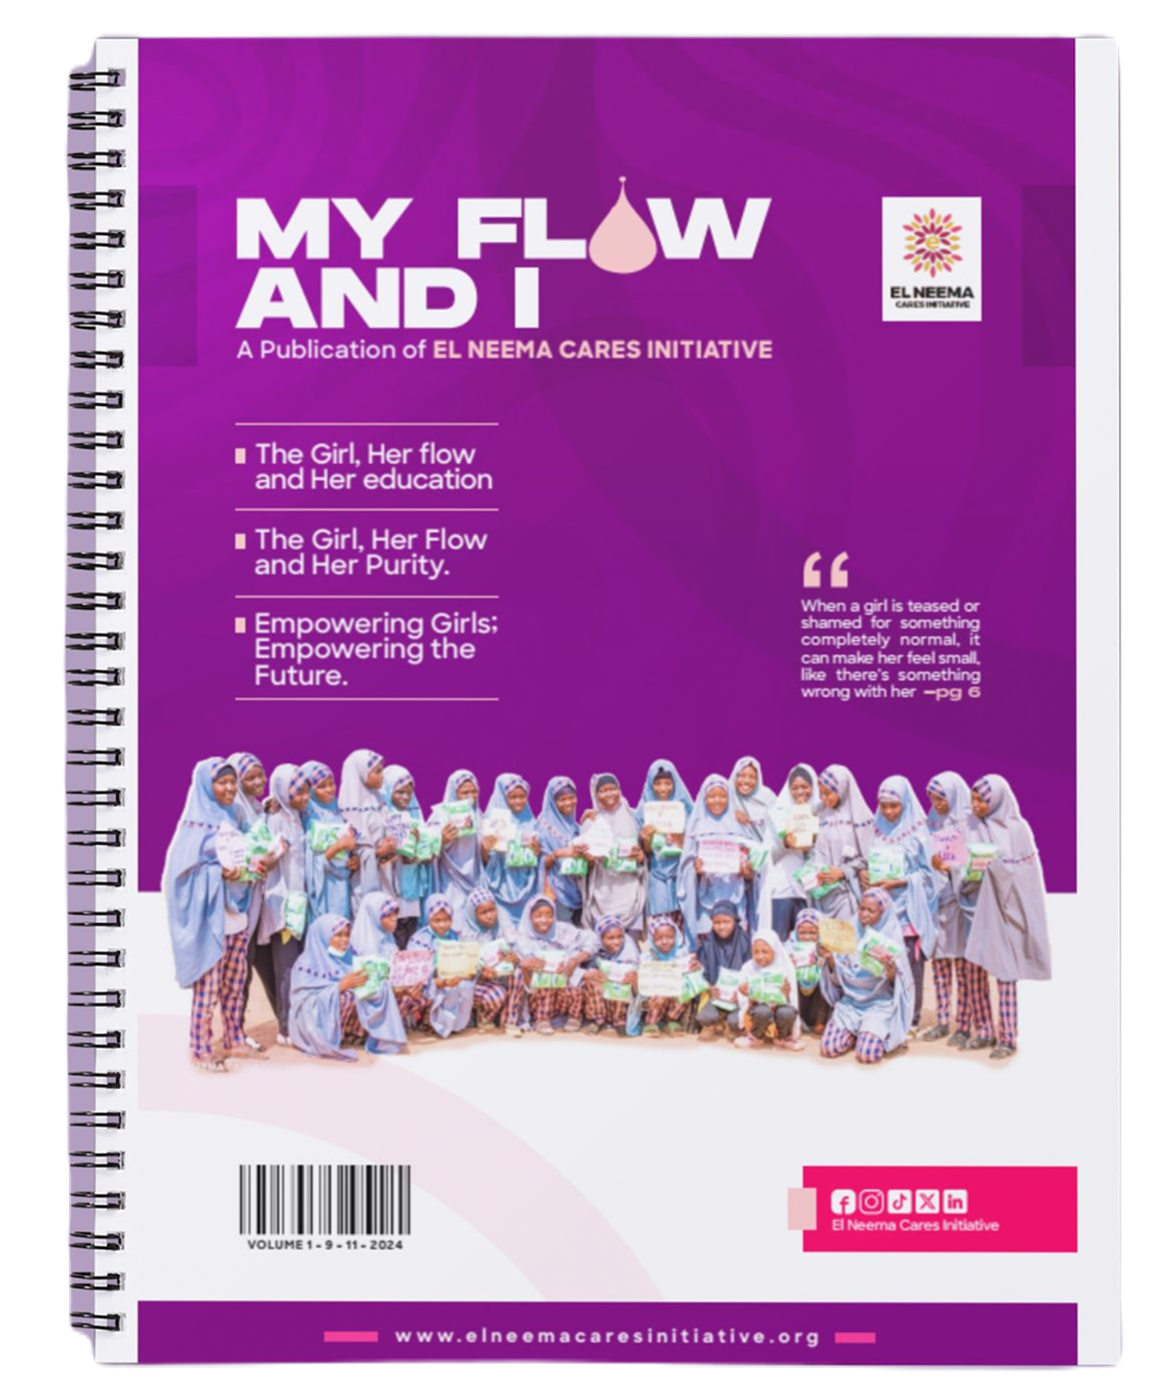 MY FLOW
AND I
A Publication of EL NEEMA CARES INITIATIVE
EL NEEMA
CARES INITIATIVE
The Girl, Her flow
and Her education
The Girl, Her Flow
and Her Purity.
Empowering Girls;
Empowering the
Future.
“
When a girl is teased or
shamed for something
completely normal, it
can make her feel small,
like there's something
wrong with her –pg 6
VOLUME 1 - 9 - 11 - 2024
El Neema Cares Initiative
www.elneemacaresinitiative.org